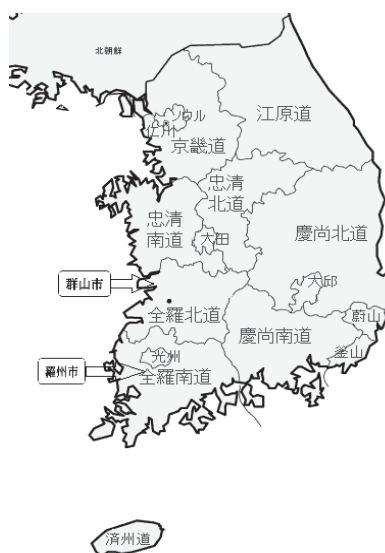 北朝鮮
ソウル
仁川
京畿道
江原道
忠清
北道
忠清
南道
大田
慶尚北道
群山市
大邱
全羅北道
蔚山
慶尚南道
釜山
光州
羅州市
全羅南道
済州道